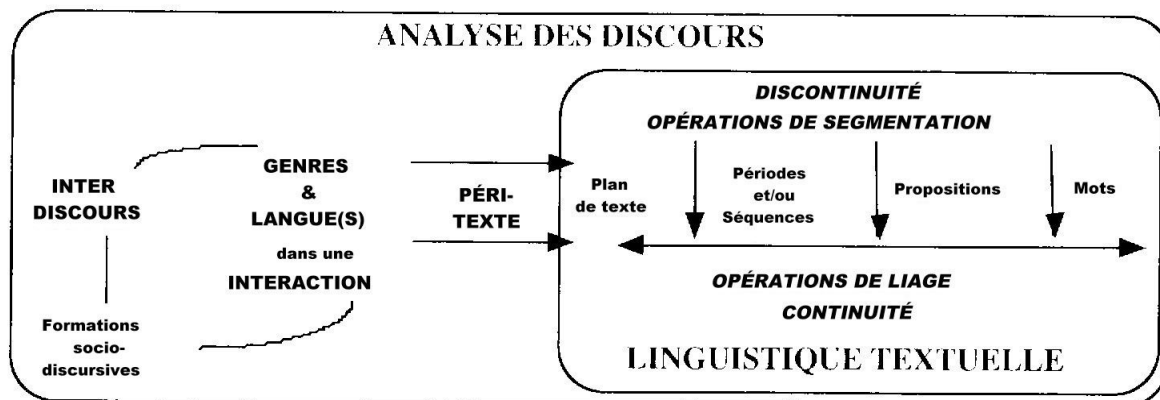 ANALYSE DES DISCOURS
INTER
DISCOURS
Formations
socio-
discursives
GENRES
&
LANGUE(S)
dans une
INTERACTION
PÉRI-
TEXTE
DISCONTINUITÉ
OPÉRATIONS DE SEGMENTATION
Plan
de texte
Périodes
et/ou
Séquences
Propositions
Mots
OPÉRATIONS DE LIAGE
CONTINUITÉ
LINGUISTIQUE TEXTUELLE